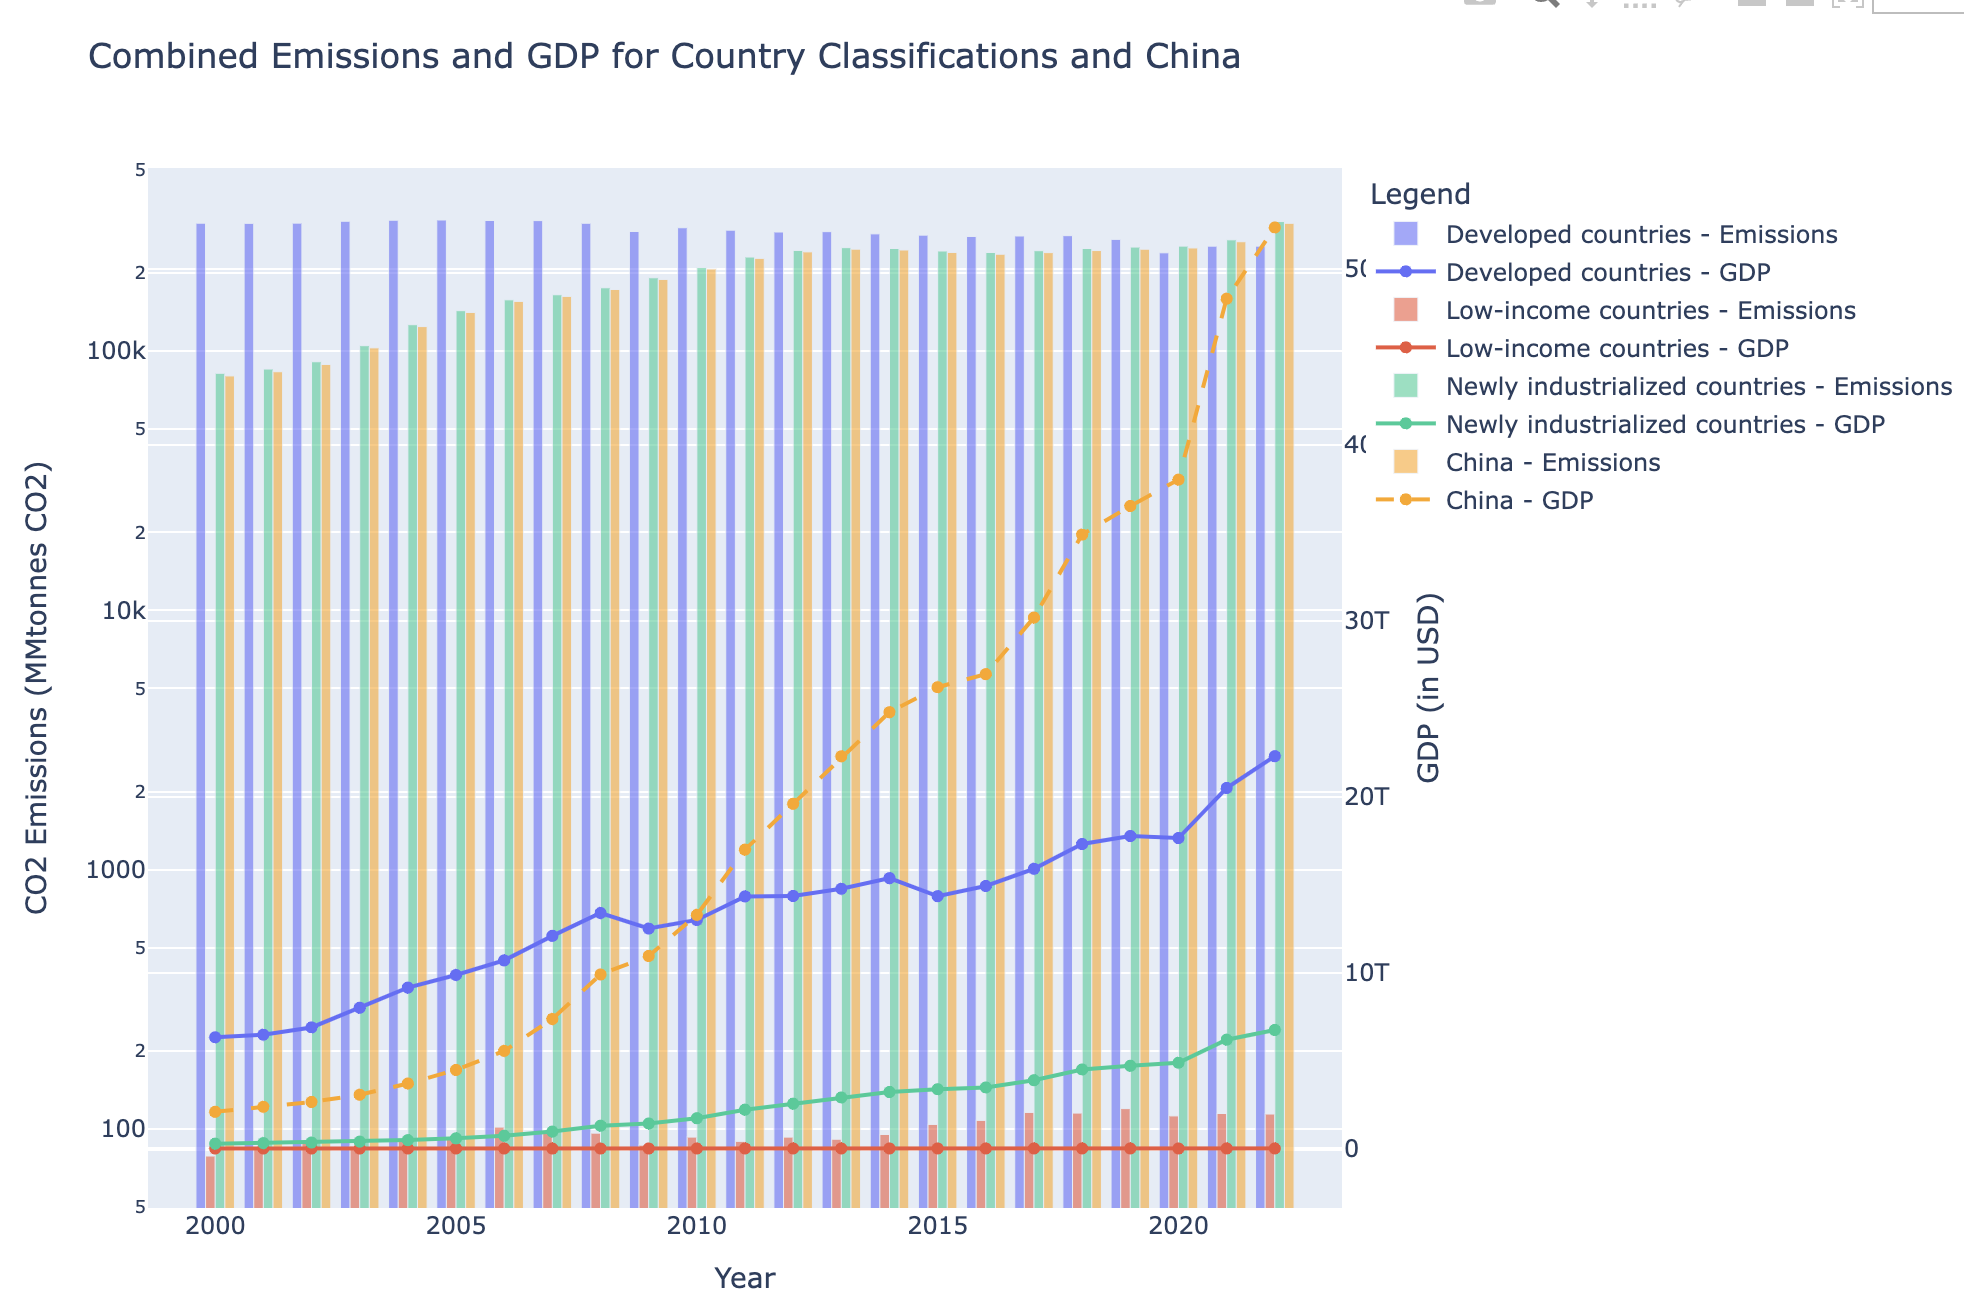 Combined Emissions and GDP for Country Classifications and China
5
2
100k
5
2
10k
5
2
1000
5
2
100
5
CO2 Emissions (MMtonnes CO2)
2000
2005
2010
2015
2020
Year
30T
20T
10T
0
GDP (in USD)
Legend
Developed countries - Emissions
Developed countries - GDP
Low-income countries - Emissions
Low-income countries - GDP
Newly industrialized countries - Emissions
Newly industrialized countries - GDP
China - Emissions
China - GDP